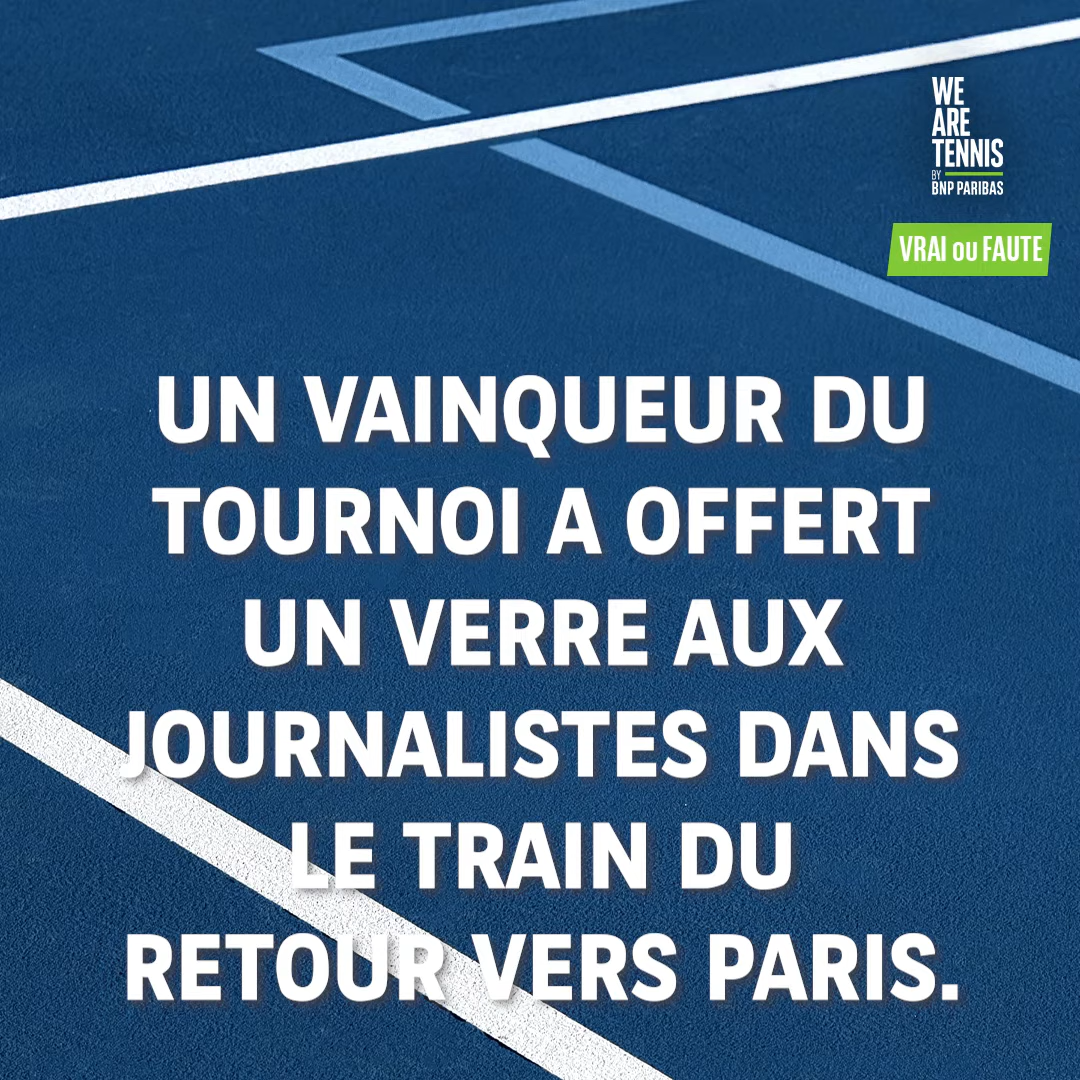 WE
ARE
TENNIS
BY
BNP PARIBAS
VRAI OU FAUTE
UN VAINQUEUR DU
TOURNOI A OFFERT
UN VERRE AUX
JOURNALISTES DANS
LE TRAIN DU
RETOUR VERS PARIS.